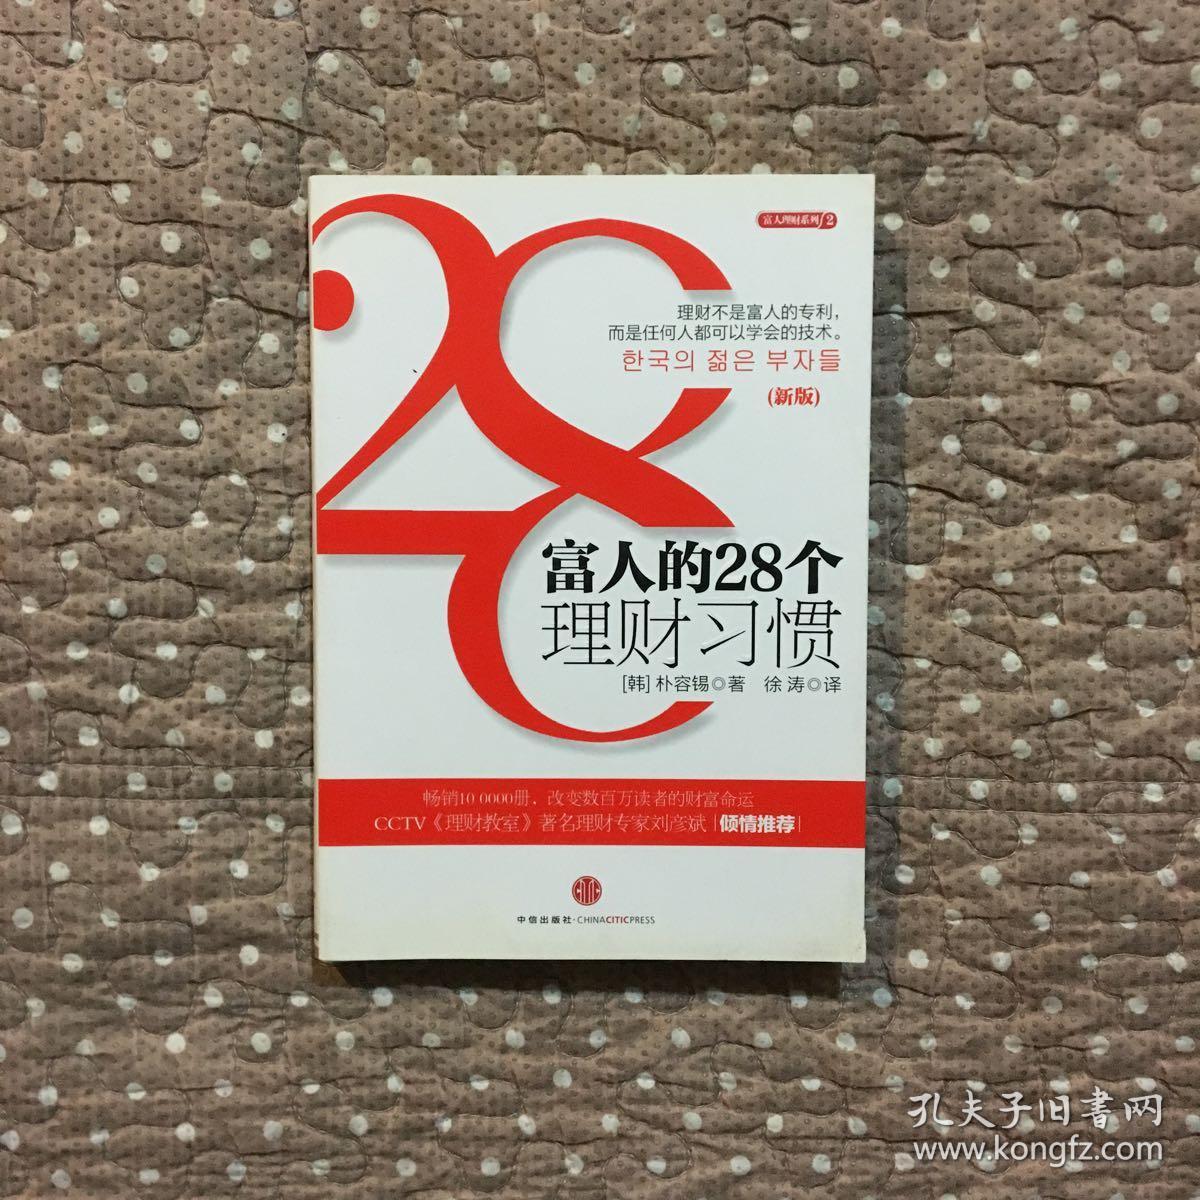 富人理财系列 2
理财不是富人的专利，
而是任何人都可以学会的技术。
한국의 젊은 부자들
(新版)
28
富人的28个
理财习惯
[韩] 朴容锡◎著 徐涛◎译
畅销10 0000册，改变数百万读者的财富命运
CCTV《理财教室》著名理财专家刘彦斌|倾情推荐|
中信出版社·CHINACITICPRESS
孔夫子旧書网
www.kongfz.com